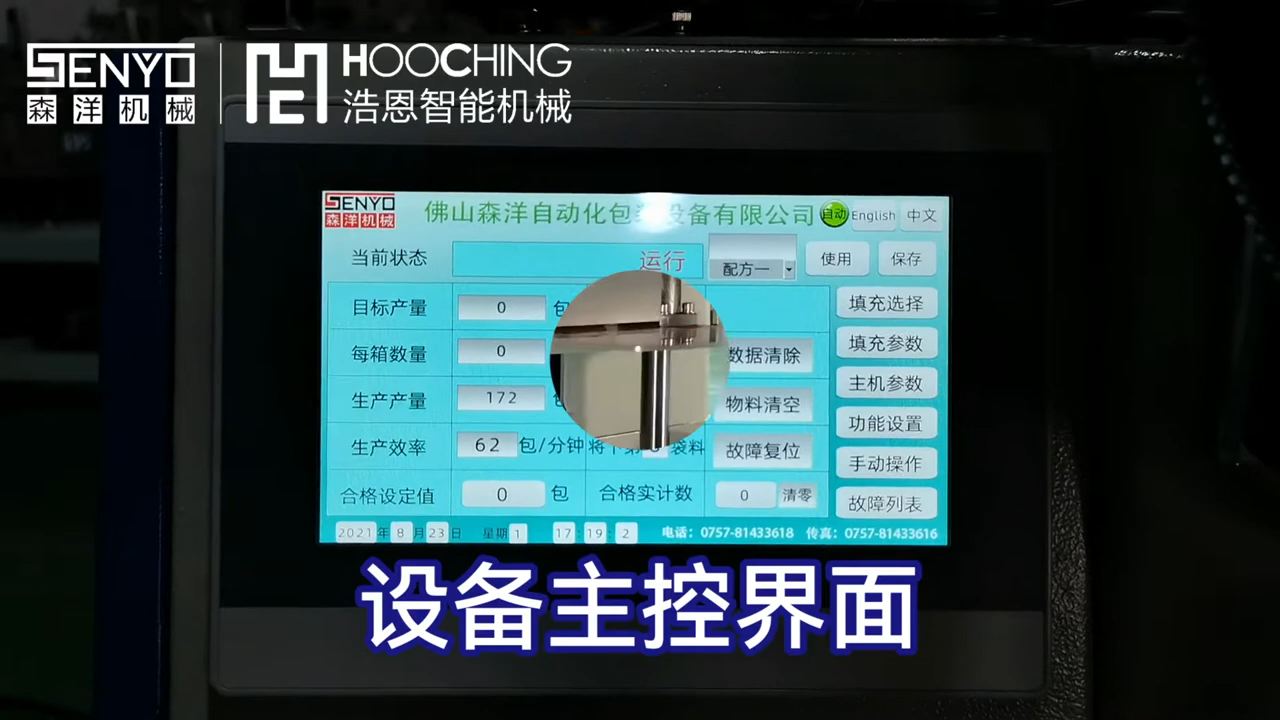 SENYO
森洋机械
HOOCHING
浩恩智能机械
SENYO
森洋机械
佛山森洋自动化包装设备有限公司
自动
English
中文
当前状态
运行
配方一
使用
保存
目标产量
0
包
填充选择
每箱数量
0
数据清除
填充参数
生产产量
172
物料清空
主机参数
功能设置
生产效率
62
包/分钟
袋料
故障复位
手动操作
合格设定值
0
包
合格实计数
0
清零
故障列表
2021年8月23日
星期1
17:19:2
电话：0757-81433618
传真：0757-81433616
设备主控界面